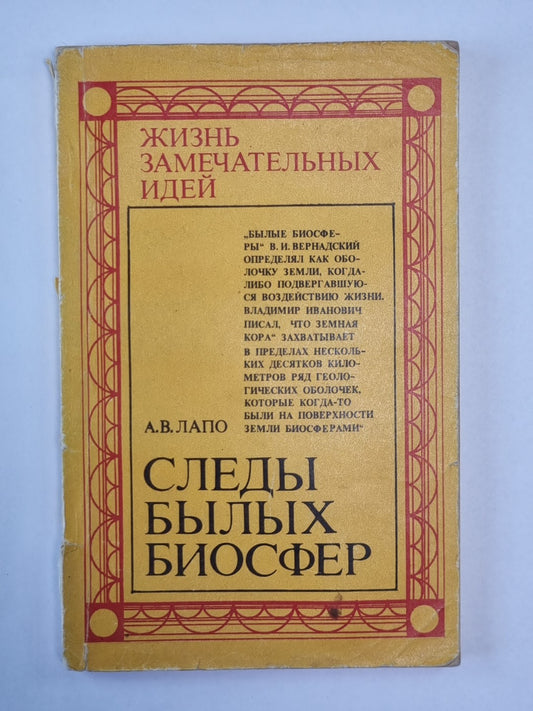 ЖИЗНЬ
ЗАМЕЧАТЕЛЬНЫХ
ИДЕЙ
„БЫЛЫЕ БИОСФЕ-
РЫ“ В. И. ВЕРНАДСКИЙ
ОПРЕДЕЛЯЛ КАК ОБО-
ЛОЧКУ ЗЕМЛИ, КОГДА-
ЛИБО ПОДВЕРГАВШУЮ-
СЯ ВОЗДЕЙСТВИЮ ЖИЗНИ.
ВЛАДИМИР ИВАНОВИЧ
ПИСАЛ, ЧТО ЗЕМНАЯ
КОРА“ ЗАХВАТЫВАЕТ
В ПРЕДЕЛАХ НЕСКОЛЬ-
КИХ ДЕСЯТКОВ КИЛО-
МЕТРОВ РЯД ГЕОЛО-
ГИЧЕСКИХ ОБОЛОЧЕК,
КОТОРЫЕ КОГДА-ТО
БЫЛИ НА ПОВЕРХНОСТИ
ЗЕМЛИ БИОСФЕРАМИ“
А. В. ЛАПО
СЛЕДЫ
БЫЛЫХ
БИОСФЕР